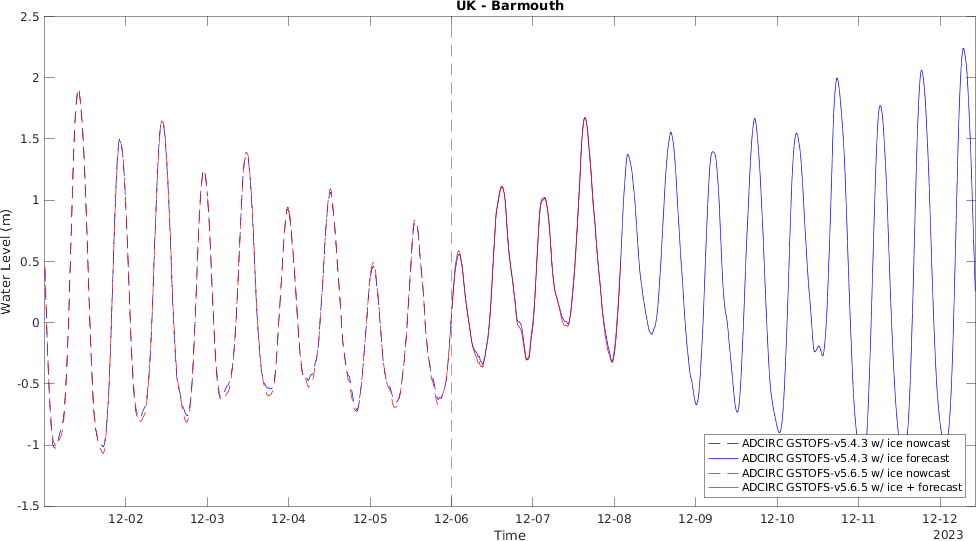 UK - Barmouth
2.5
2
1.5
1
0.5
0
-0.5
-1
-1.5
Water Level (m)
12-02 12-03 12-04 12-05 12-06 12-07 12-08 12-09 12-10 12-11 12-12
Time
2023
ADCIRC GSTOFS-v5.4.3 w/ ice nowcast
ADCIRC GSTOFS-v5.4.3 w/ ice forecast
ADCIRC GSTOFS-v5.6.5 w/ ice nowcast
ADCIRC GSTOFS-v5.6.5 w/ ice + forecast